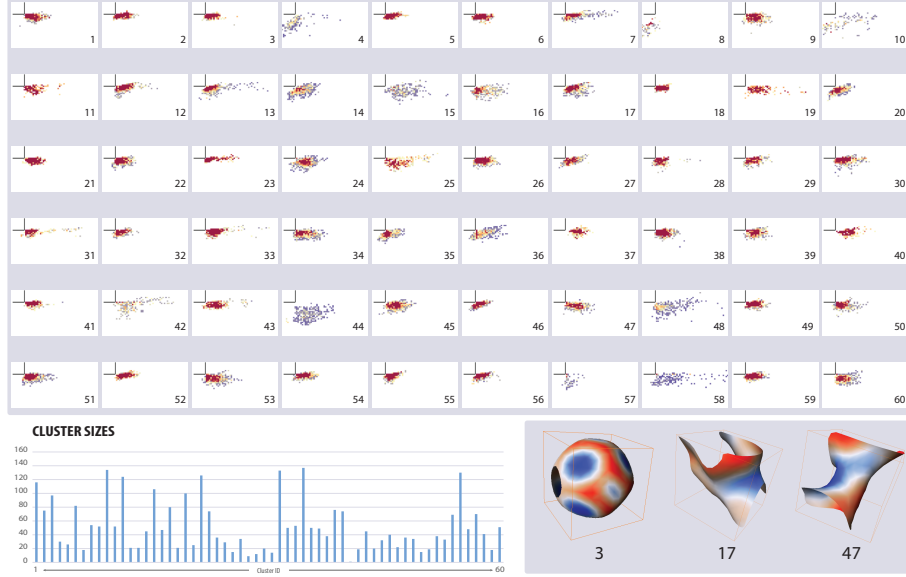 1 2 3 4 5 6 7 8 9 10
11 12 13 14 15 16 17 18 19 20
21 22 23 24 25 26 27 28 29 30
31 32 33 34 35 36 37 38 39 40
41 42 43 44 45 46 47 48 49 50
51 52 53 54 55 56 57 58 59 60
CLUSTER SIZES
160
140
120
100
80
60
40
20
0
1 Cluster ID 60
3 17 47